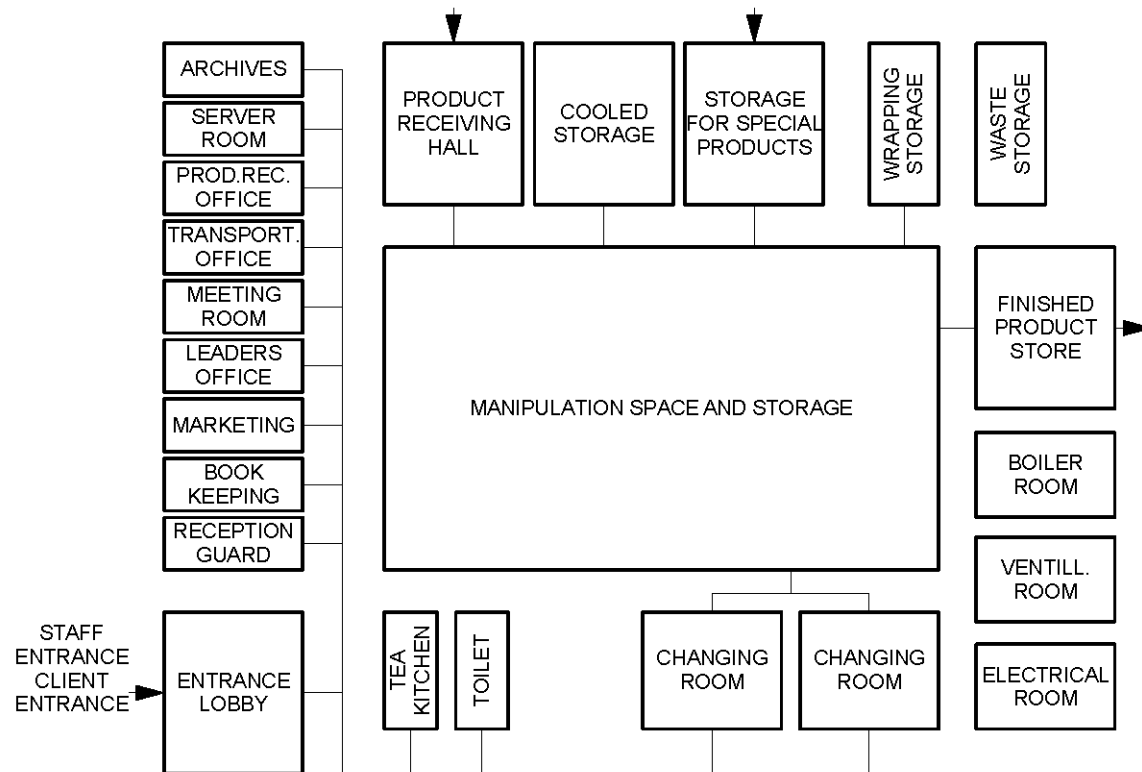 ARCHIVES
SERVER
ROOM
PROD.REC.
OFFICE
TRANSPORT.
OFFICE
MEETING
ROOM
LEADERS
OFFICE
MARKETING
BOOK
KEEPING
RECEPTION
GUARD
STAFF
ENTRANCE
CLIENT
ENTRANCE
ENTRANCE
LOBBY
PRODUCT
RECEIVING
HALL
COOLED
STORAGE
STORAGE
FOR SPECIAL
PRODUCTS
WRAPPING
STORAGE
WASTE
STORAGE
MANIPULATION SPACE AND STORAGE
FINISHED
PRODUCT
STORE
BOILER
ROOM
VENTILL.
ROOM
ELECTRICAL
ROOM
TEA
KITCHEN
TOILET
CHANGING
ROOM
CHANGING
ROOM